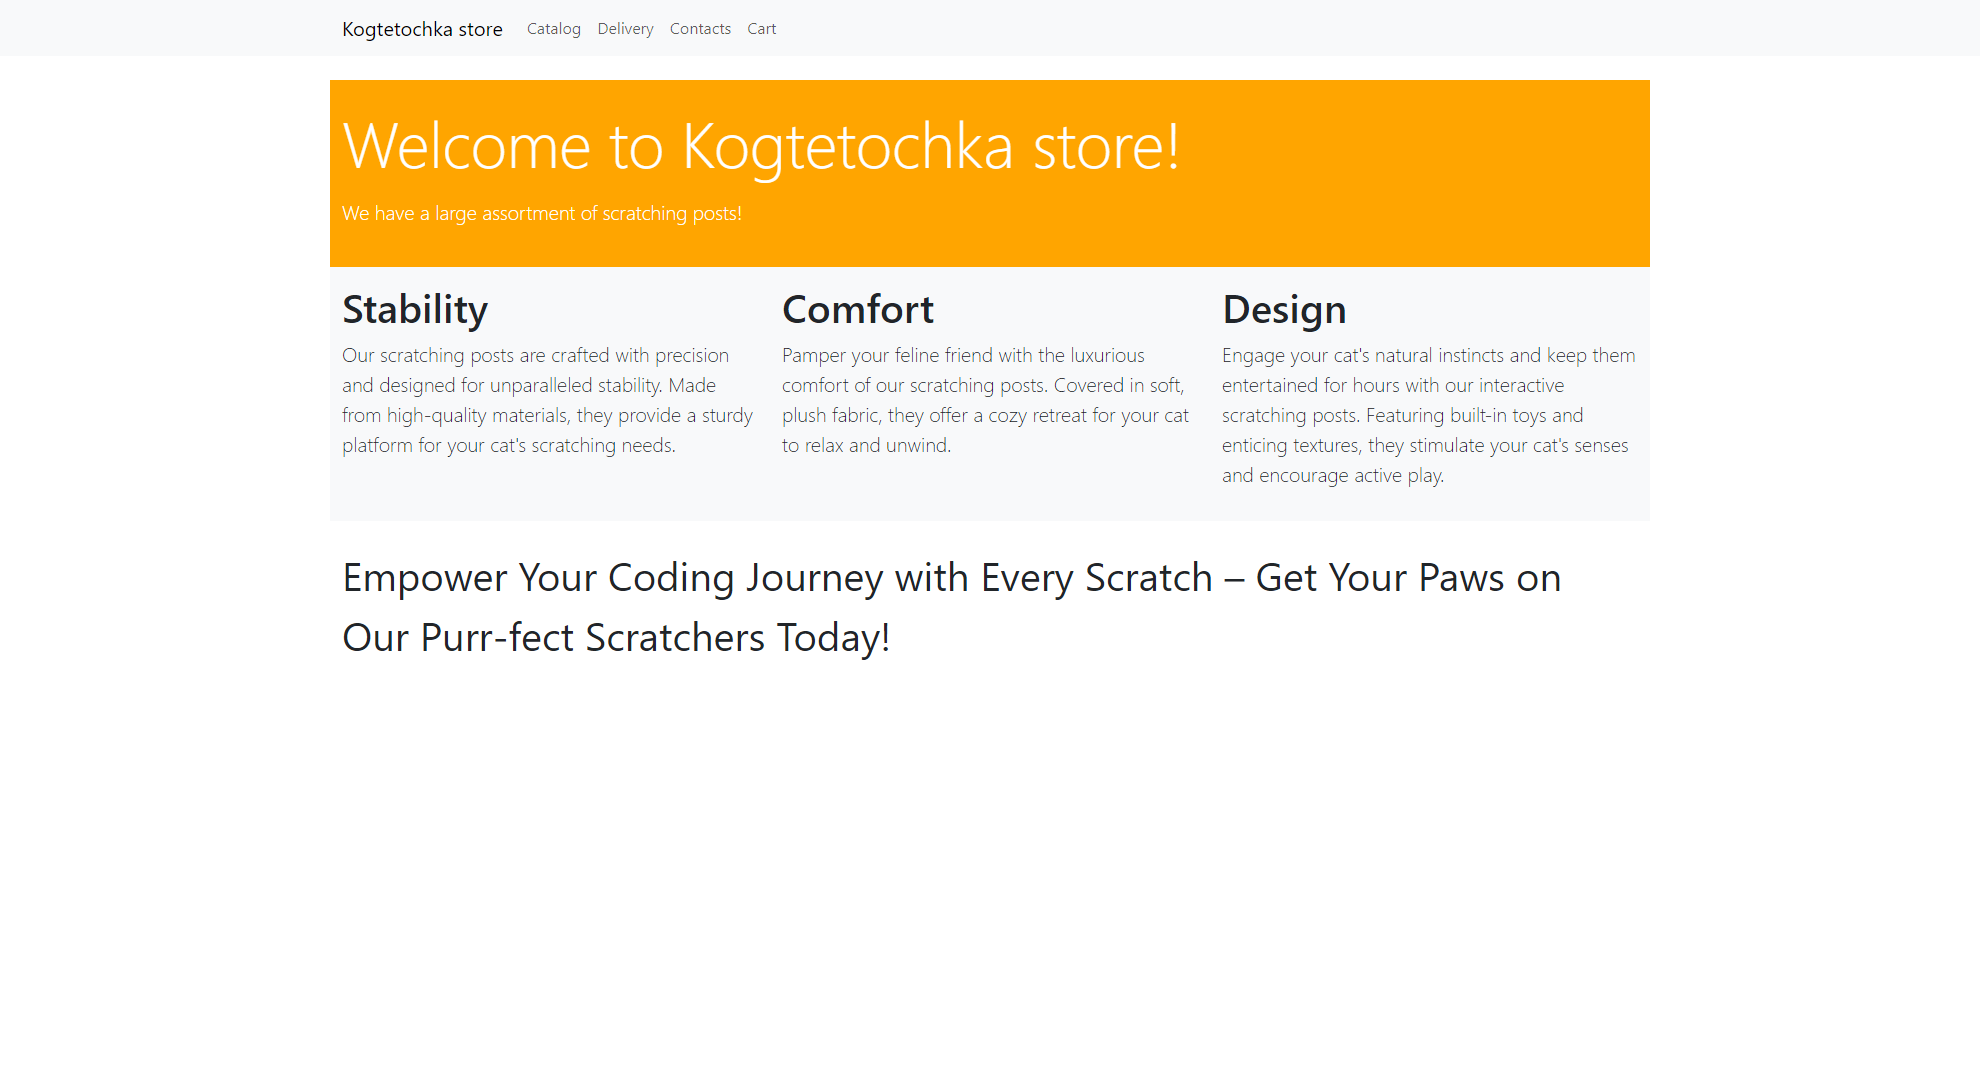 Kogtetochka store Catalog Delivery Contacts Cart
Welcome to Kogtetochka store!
We have a large assortment of scratching posts!
Stability
Our scratching posts are crafted with precision
and designed for unparalleled stability. Made
from high-quality materials, they provide a sturdy
platform for your cat's scratching needs.
Comfort
Pamper your feline friend with the luxurious
comfort of our scratching posts. Covered in soft,
plush fabric, they offer a cozy retreat for your cat
to relax and unwind.
Design
Engage your cat's natural instincts and keep them
entertained for hours with our interactive
scratching posts. Featuring built-in toys and
enticing textures, they stimulate your cat's senses
and encourage active play.
Empower Your Coding Journey with Every Scratch – Get Your Paws on
Our Purr-fect Scratchers Today!